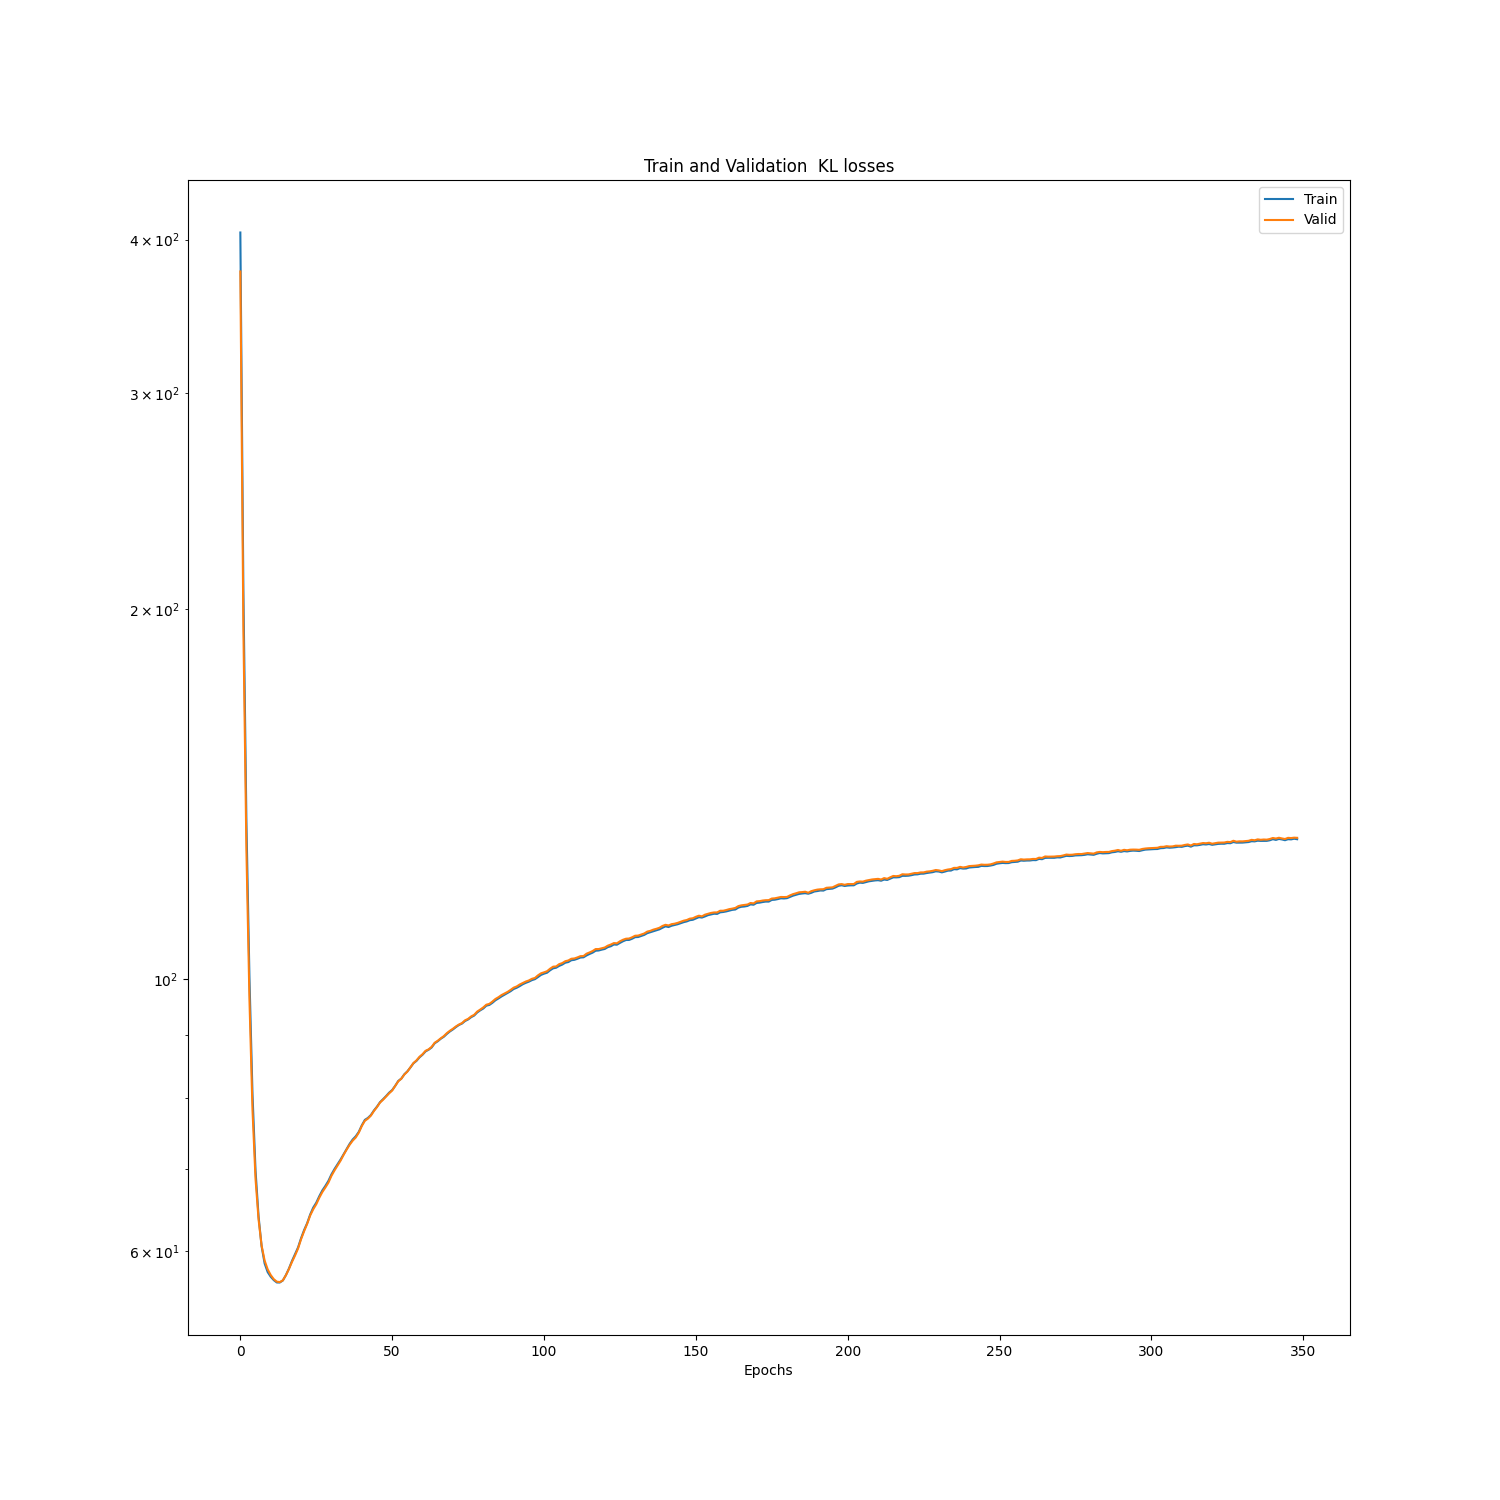 Train and Validation  KL losses
Train
Valid
4 × 10²
3 × 10²
2 × 10²
10²
6 × 10¹
0 50 100 150 200 250 300 350
Epochs